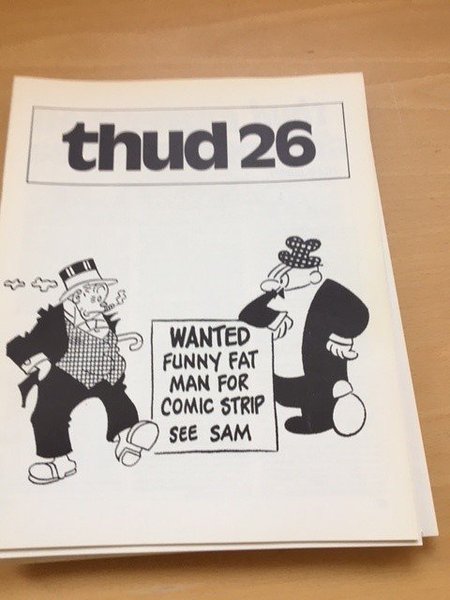 thud 26
WANTED
FUNNY FAT
MAN FOR
COMIC STRIP
SEE SAM